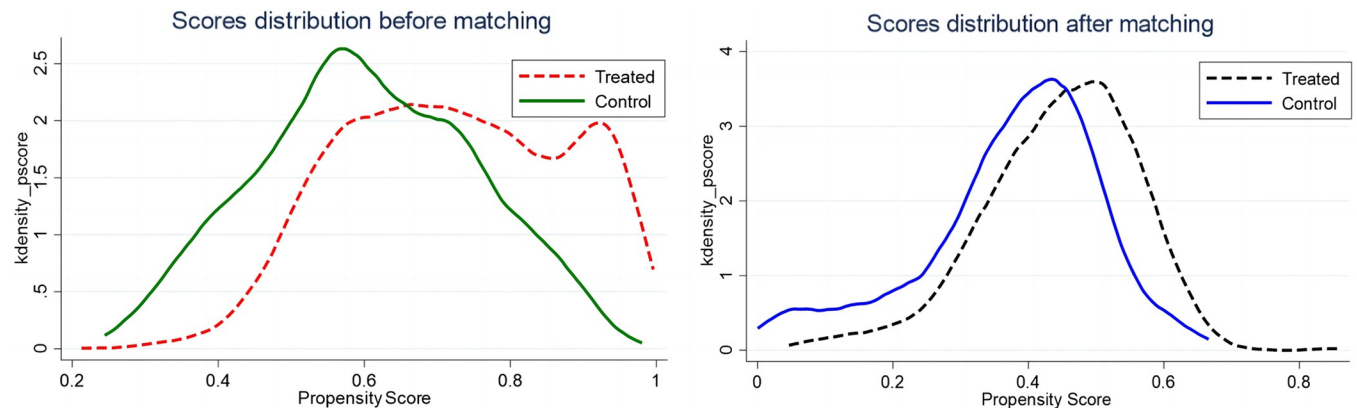 Scores distribution before matching
2.5
2
1.5
1
.5
0
kdensity_pscore
Treated
Control
0.2
0.4
0.6
0.8
1
Propensity Score
Scores distribution after matching
4
3
2
1
0
kdensity_pscore
Treated
Control
0
0.2
0.4
0.6
0.8
Propensity Score